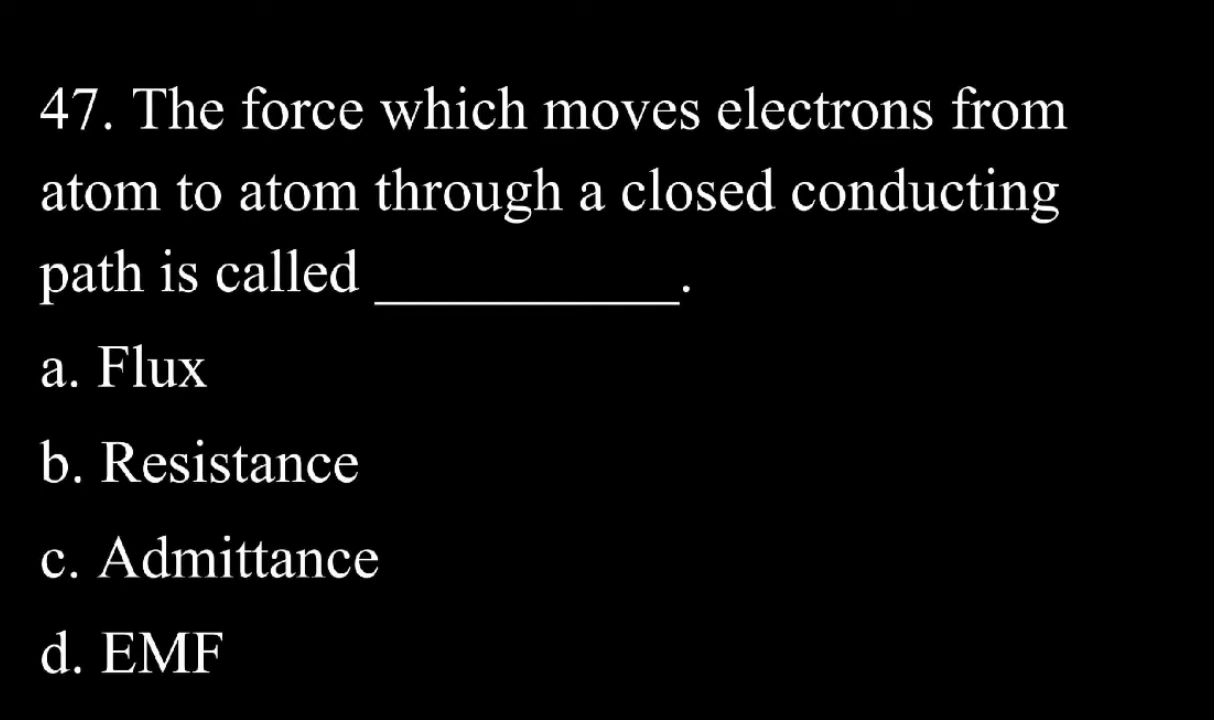 47. The force which moves electrons from
atom to atom through a closed conducting
path is called __________.
a. Flux
b. Resistance
c. Admittance
d. EMF